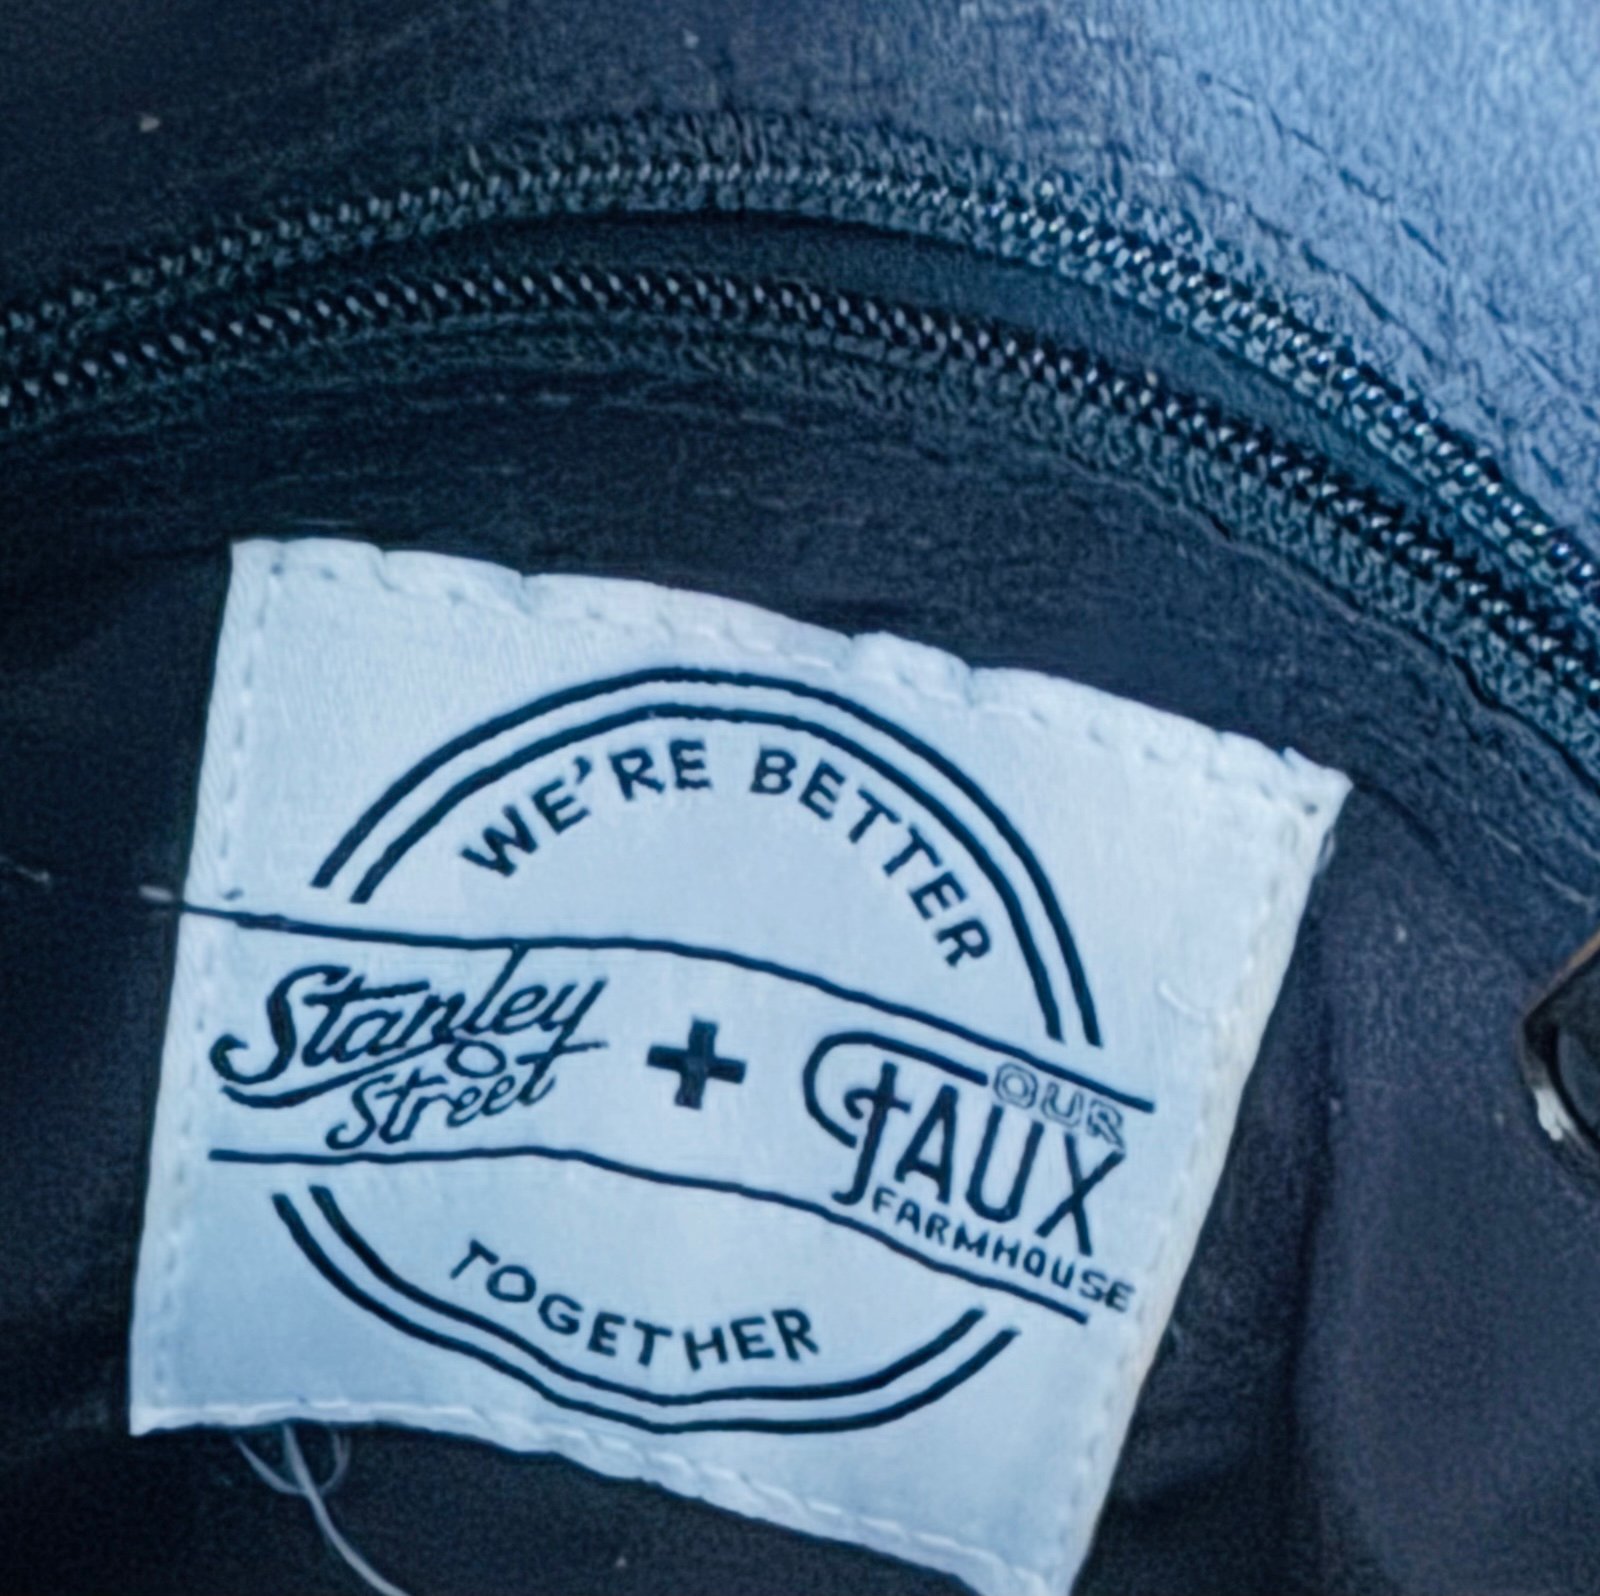 WE'RE BETTER
Stanley
Street
+
OUR
FAUX
FARMHOUSE
TOGETHER